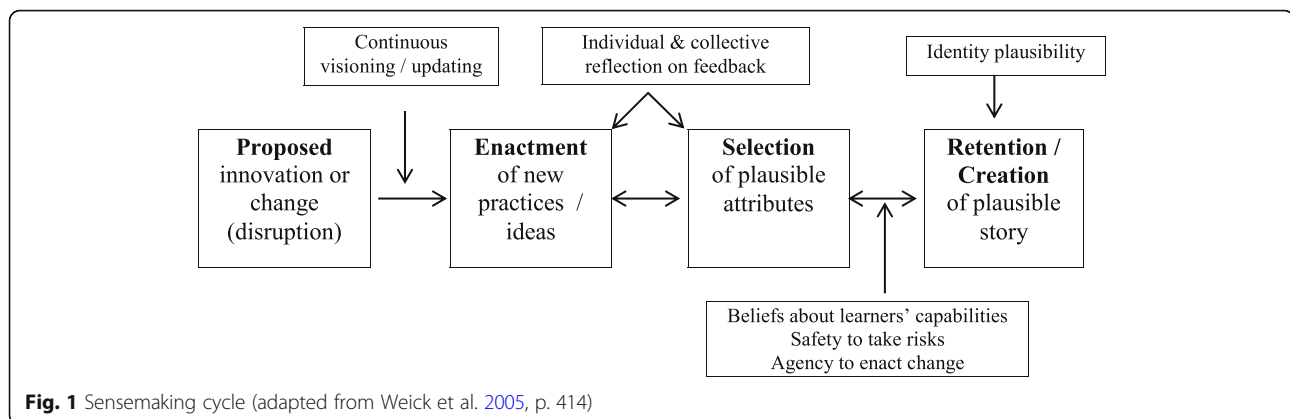 Continuous
visioning / updating
Individual & collective
reflection on feedback
Identity plausibility
Proposed
innovation or
change
(disruption)
Enactment
of new
practices /
ideas
Selection
of plausible
attributes
Retention /
Creation
of plausible
story
Beliefs about learners' capabilities
Safety to take risks
Agency to enact change
Fig. 1 Sensemaking cycle (adapted from Weick et al. 2005, p. 414)